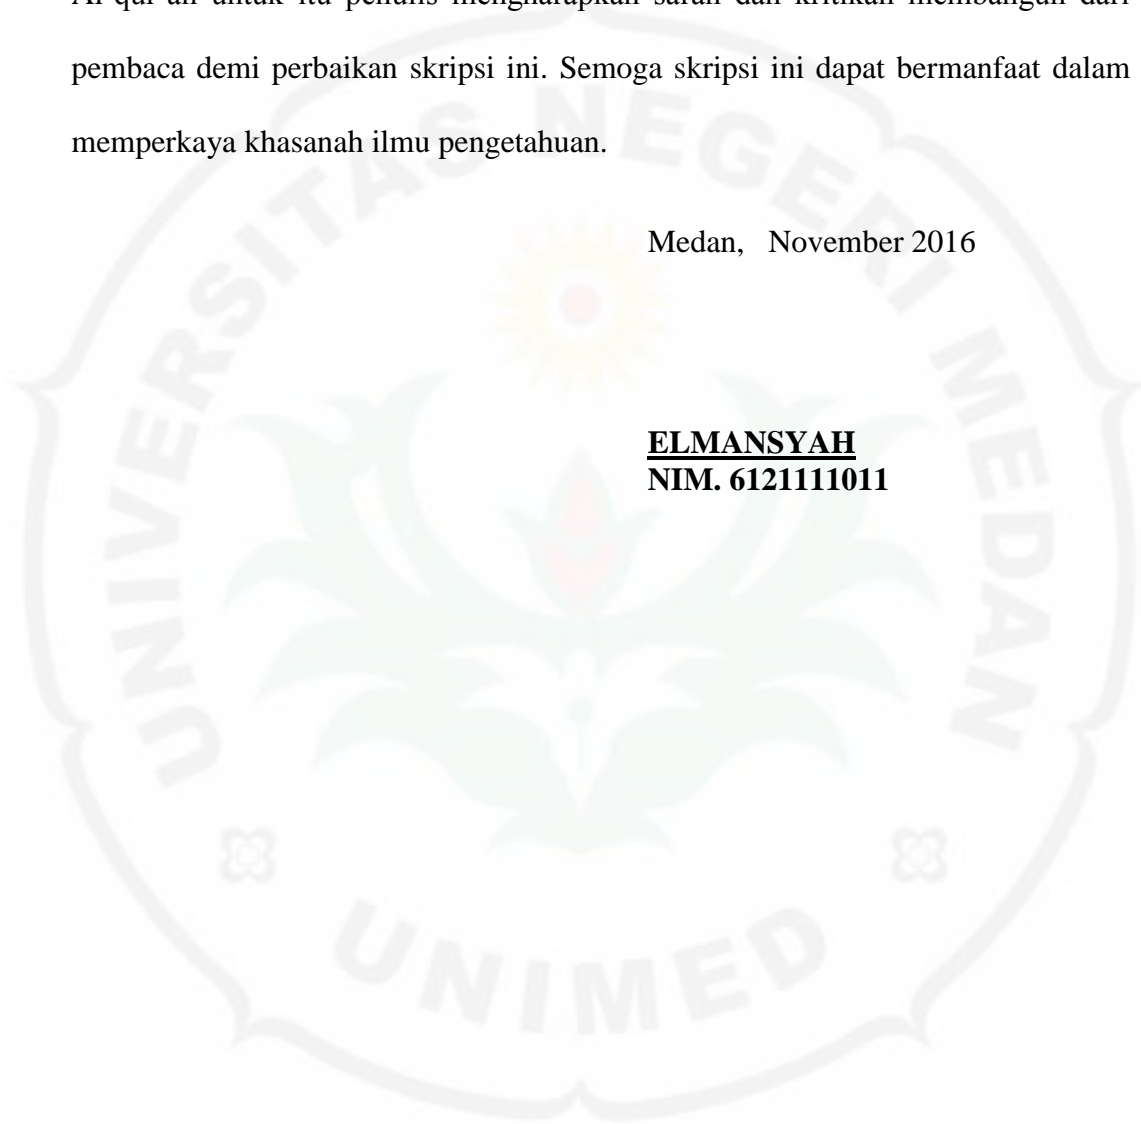 pembaca demi perbaikan skripsi ini. Semoga skripsi ini dapat bermanfaat dalam
memperkaya khasanah ilmu pengetahuan.
Medan, November 2016
ELMANSYAH
NIM. 6121111011
UNIVERSITAS NEGERI MEDAN
UNIMED